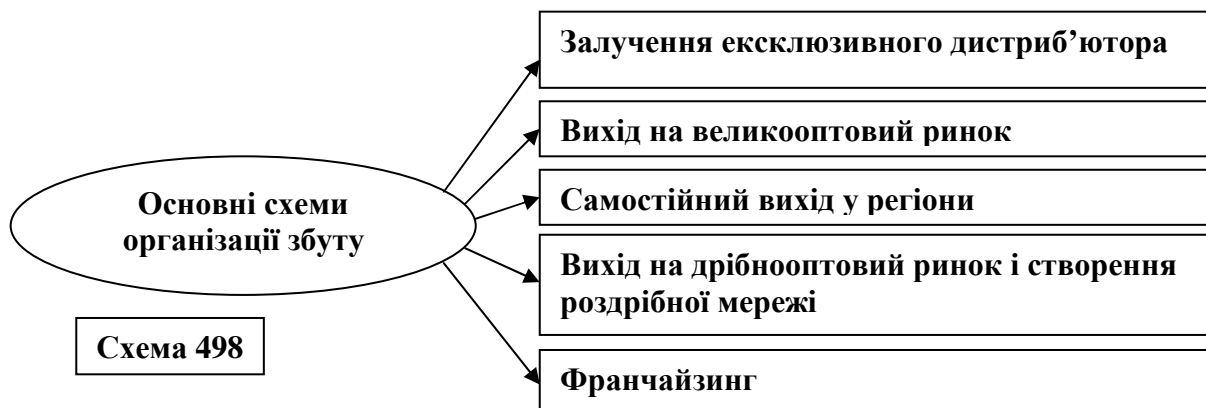 Залучення ексклюзивного дистриб’ютора
Вихід на великооптовий ринок
Самостійний вихід у регіони
Вихід на дрібнооптовий ринок і створення
роздрібної мережі
Франчайзинг
Основні схеми
організації збуту
Схема 498